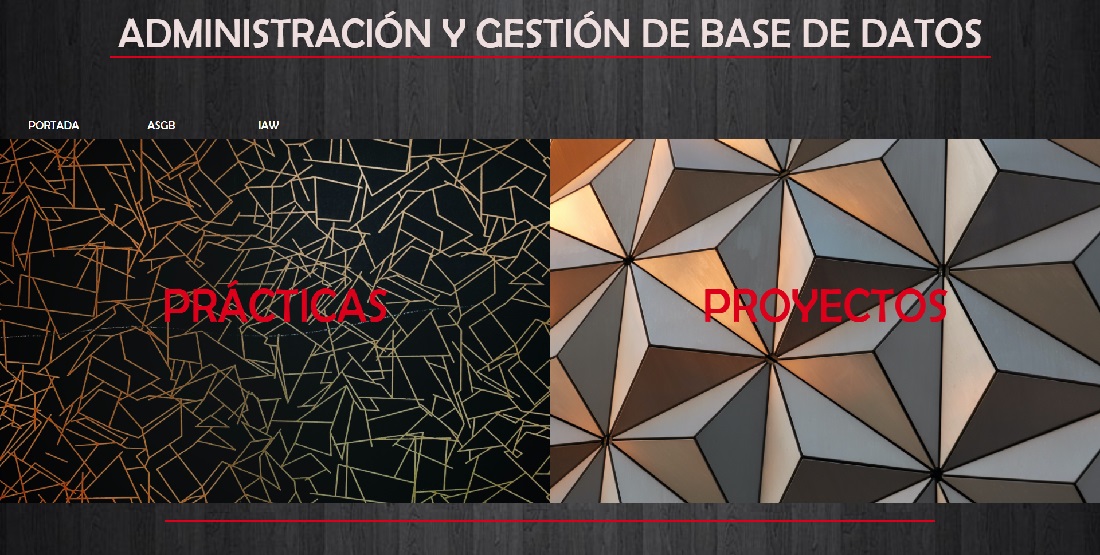 ADMINISTRACIÓN Y GESTIÓN DE BASE DE DATOS
PORTADA ASGB IAW
PRÁCTICAS PROYECTOS